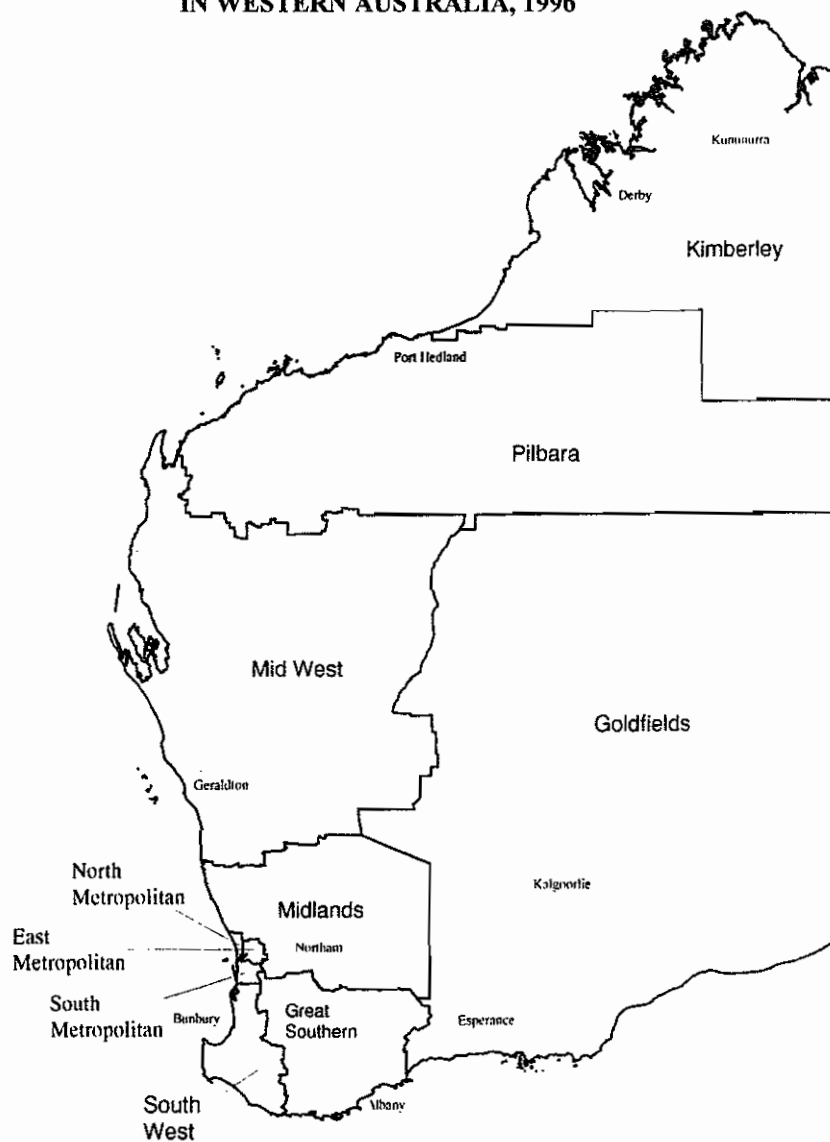 IN WESTERN AUSTRALIA, 1996
Kununurra
Derby
Kimberley
Port Hedland
Pilbara
Mid West
Goldfields
Geraldton
North
Metropolitan
Kalgoorlie
Midlands
East
Metropolitan
Northam
South
Metropolitan
Bunbury
Great
Southern
Esperance
South
West
Albany